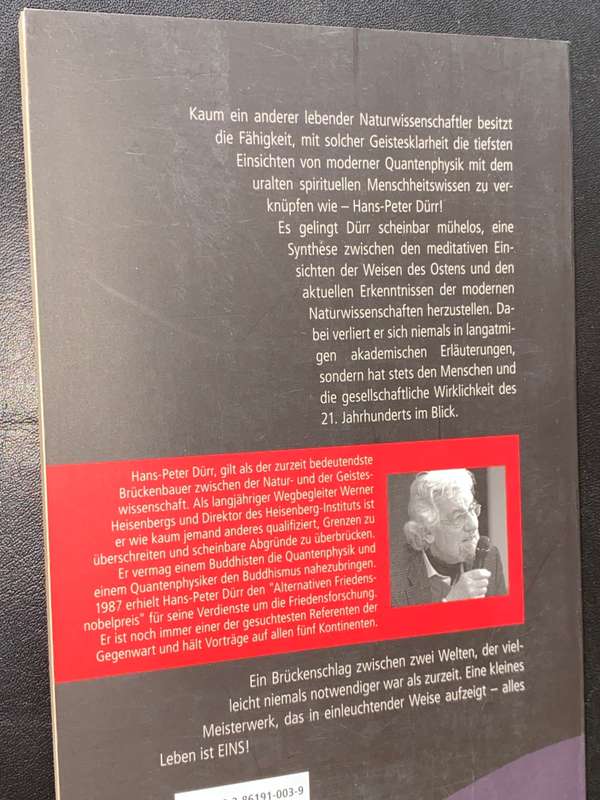 Kaum ein anderer lebender Naturwissenschaftler besitzt
die Fähigkeit, mit solcher Geistesklarheit die tiefsten
Einsichten von moderner Quantenphysik mit dem
uralten spirituellen Menschheitswissen zu ver-
knüpfen wie – Hans-Peter Dürr!
Es gelingt Dürr scheinbar mühelos, eine
Synthese zwischen den meditativen Ein-
sichten der Weisen des Ostens und den
aktuellen Erkenntnissen der modernen
Naturwissenschaften herzustellen. Da-
bei verliert er sich niemals in langatmi-
gen akademischen Erläuterungen,
sondern hat stets den Menschen und
die gesellschaftliche Wirklichkeit des
21. Jahrhunderts im Blick.
Hans-Peter Dürr, gilt als der zurzeit bedeutendste
Brückenbauer zwischen der Natur- und der Geistes-
wissenschaft. Als langjähriger Wegbegleiter Werner
Heisenbergs und Direktor des Heisenberg-Instituts ist
er wie kaum jemand anderes qualifiziert, Grenzen zu
überschreiten und scheinbare Abgründe zu überbrücken.
Er vermag einem Buddhisten die Quantenphysik und
einem Quantenphysiker den Buddhismus nahezubringen.
1987 erhielt Hans-Peter Dürr den "Alternativen Friedens-
nobelpreis" für seine Verdienste um die Friedensforschung.
Er ist noch immer einer der gesuchtesten Referenten der
Gegenwart und hält Vorträge auf allen fünf Kontinenten.
Ein Brückenschlag zwischen zwei Welten, der viel-
leicht niemals notwendiger war als zurzeit. Eine kleines
Meisterwerk, das in einleuchtender Weise aufzeigt – alles
Leben ist EINS!
86191-003-9